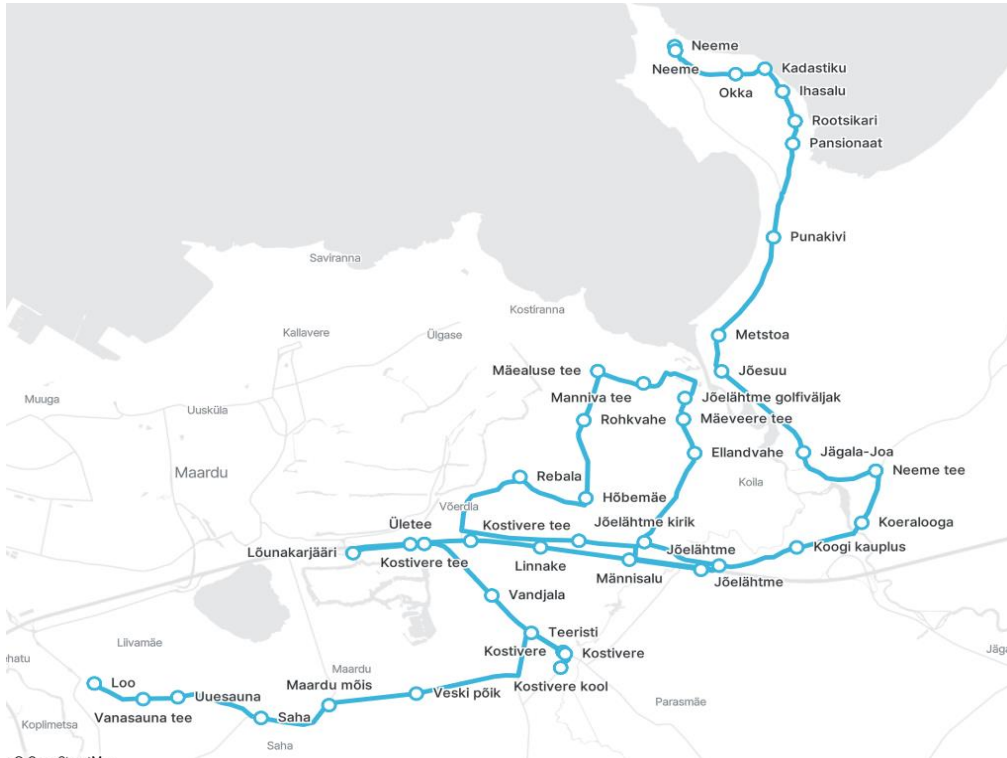 Neeme
Neeme
Kadastiku
Okka
Ihasalu
Rootsikari
Pansionaat
Punakivi
Saviranna
Kostiranna
Kallavere
Ülgase
Metstoa
Mäealuse tee
Jõesuu
Muuga
Manniva tee
Jõelähtme golfiväljak
Uusküla
Rohkvahe
Mäeveere tee
Ellandvahe
Jägala-Joa
Maardu
Rebala
Koila
Neeme tee
Hõbemäe
Võerdla
Ületee
Kostivere tee
Jõelähtme kirik
Koeralooga
Lõunakarjääri
Kostivere tee
Linnake
Jõelähtme
Koogi kauplus
Männisalu
Jõelähtme
Vandjala
Teeristi
Liivamäe
Kostivere
Kostivere
Maardu
Kostivere kool
Loo
Maardu mõis
Uuesauna
Veski põik
Parasmäe
Vanasauna tee
Saha
Koplimetsa
Saha